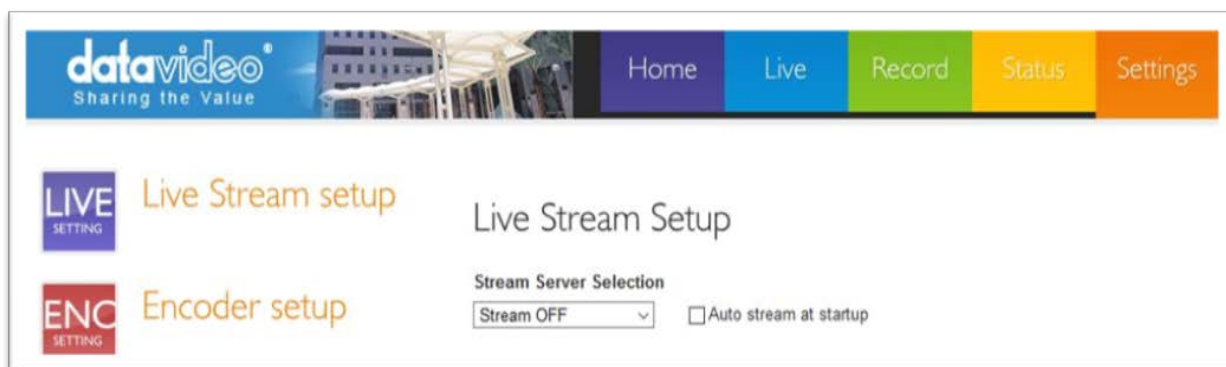 datavideo®
Sharing the Value
Home Live Record Status Settings
LIVE
SETTING
Live Stream setup
ENC
SETTING
Encoder setup
Live Stream Setup
Stream Server Selection
Stream OFF
Auto stream at startup